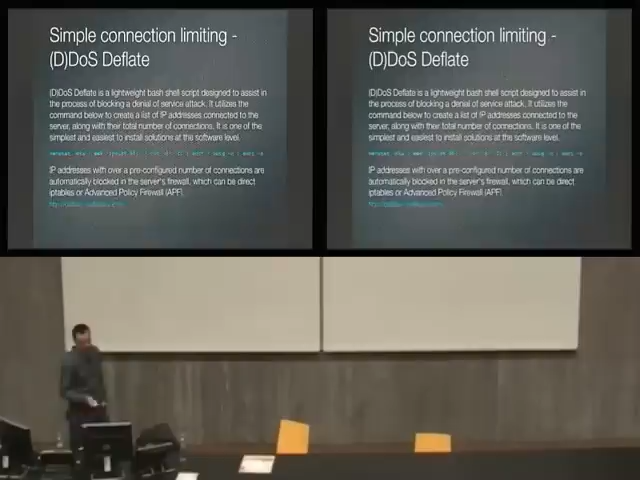 Simple connection limiting -
(D)DoS Deflate
(D)DoS Deflate is a lightweight bash shell script designed to assist in
the process of blocking a denial of service attack. It utilizes the
command below to create a list of IP addresses connected to the
server, along with their total number of connections. It is one of the
simplest and easiest to install solutions at the software level.
IP addresses with over a pre-configured number of connections are
automatically blocked in the server's firewall, which can be direct
iptables or Advanced Policy Firewall (APF).
Simple connection limiting -
(D)DoS Deflate
(D)DoS Deflate is a lightweight bash shell script designed to assist in
the process of blocking a denial of service attack. It utilizes the
command below to create a list of IP addresses connected to the
server, along with their total number of connections. It is one of the
simplest and easiest to install solutions at the software level.
IP addresses with over a pre-configured number of connections are
automatically blocked in the server's firewall, which can be direct
iptables or Advanced Policy Firewall (APF).